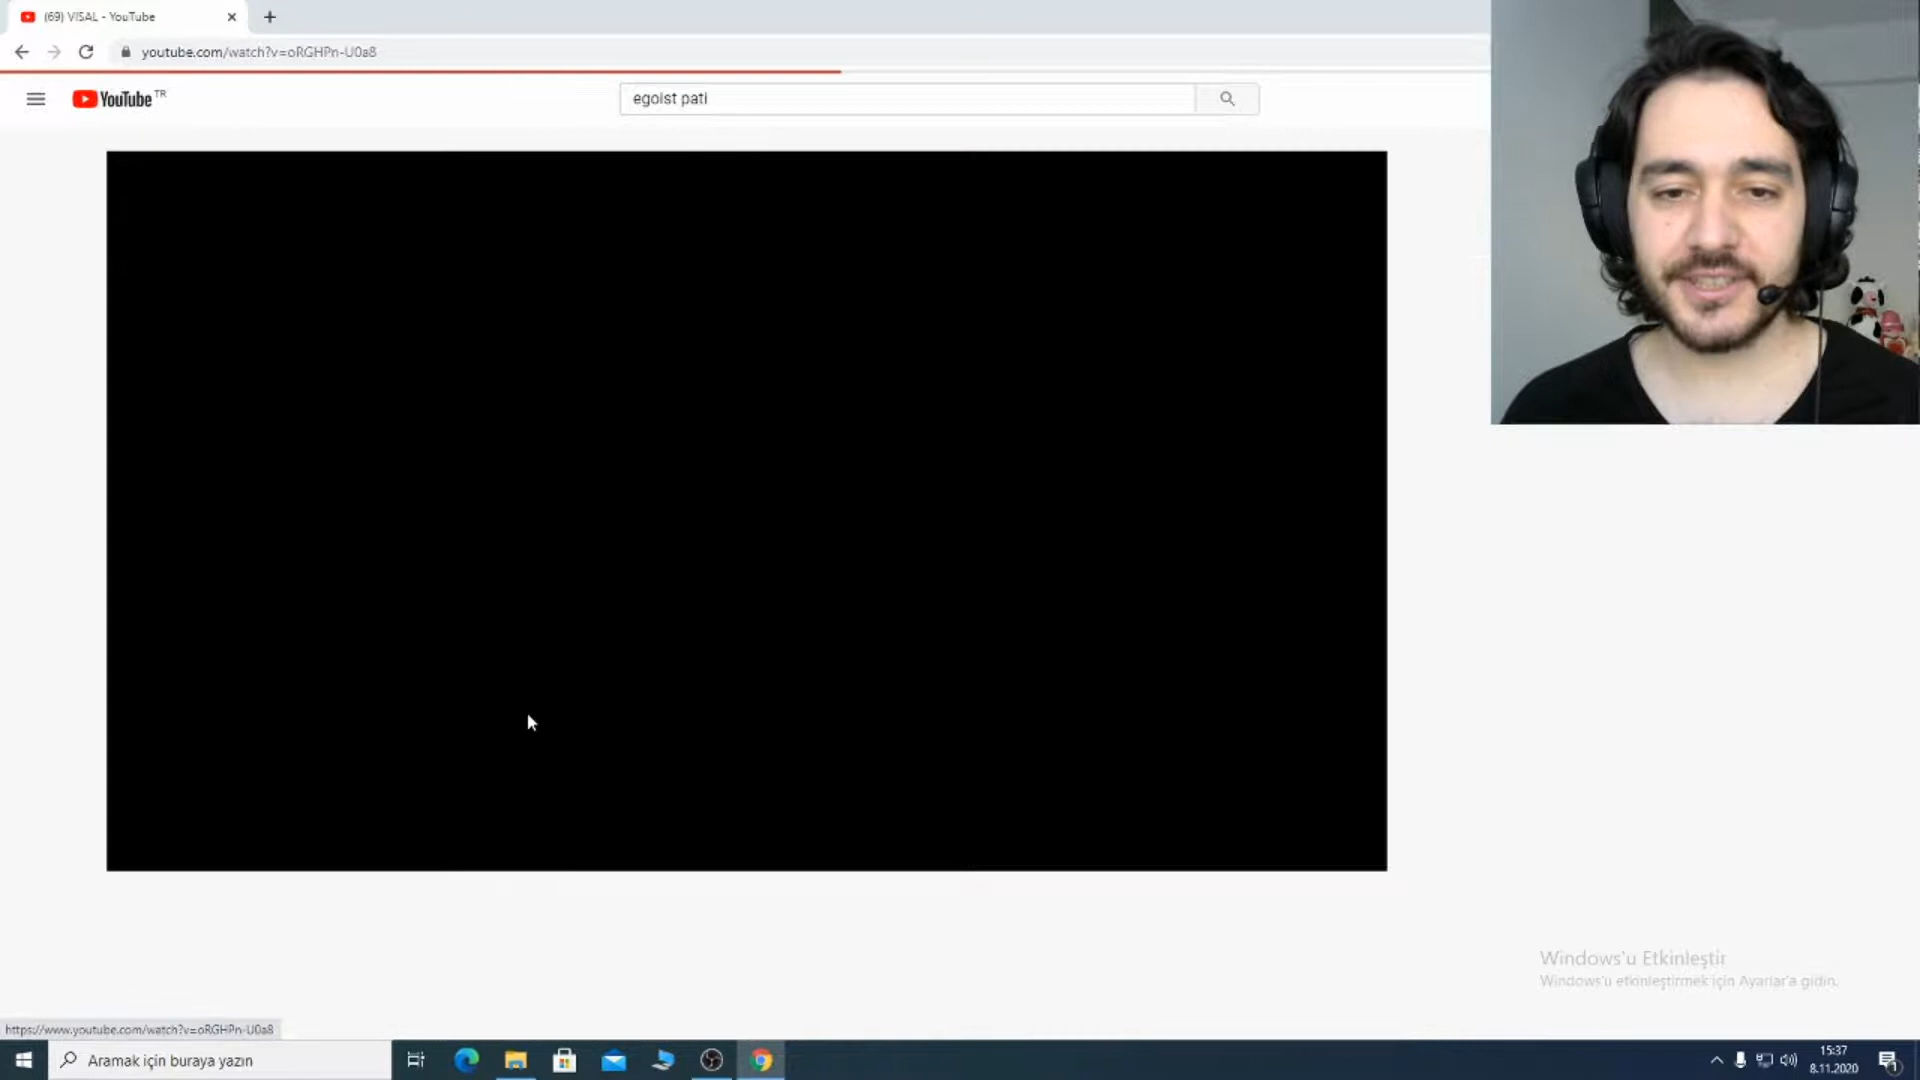 (69) VISAL - YouTube
youtube.com/watch?v=oRGHPn-U0a8
YouTube TR
egoist pati
Windows'u Etkinleştir
Windows'u etkinleştirmek için Ayarlar'a gidin.
https://www.youtube.com/watch?v=oRGHPn-U0a8
Aramak için buraya yazın
15:37
8.11.2020
1